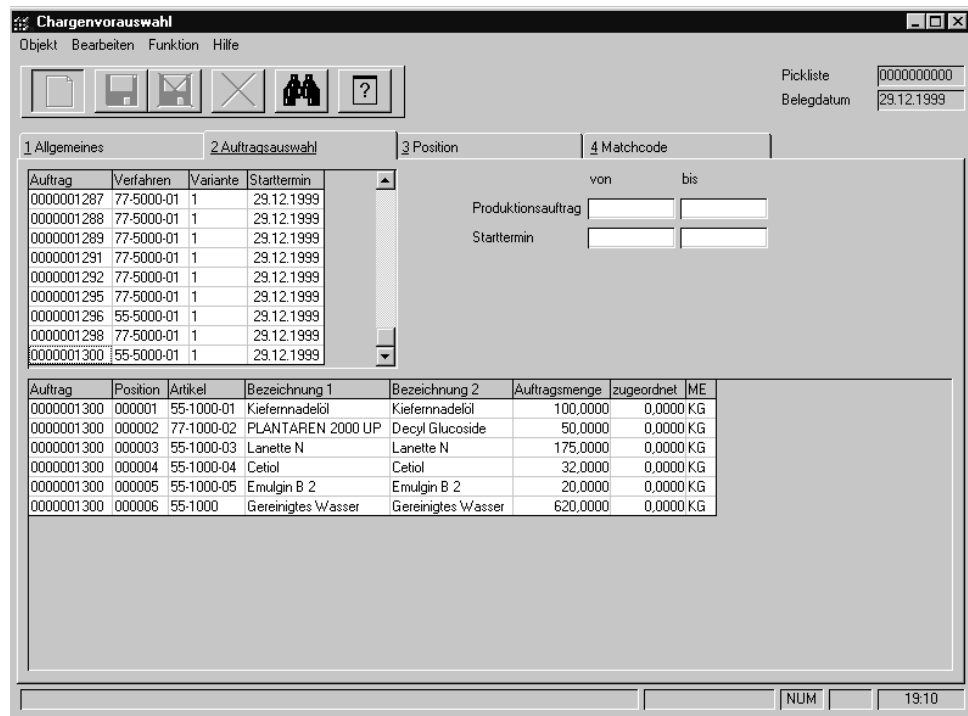 Chargenvorauswahl
Objekt Bearbeiten Funktion Hilfe
Pickliste 0000000000
Belegdatum 29.12.1999
1 Allgemeines 2 Auftragsauswahl 3 Position 4 Matchcode
Auftrag Verfahren Variante Starttermin
0000001287 77-5000-01 1 29.12.1999
0000001288 77-5000-01 1 29.12.1999
0000001289 77-5000-01 1 29.12.1999
0000001291 77-5000-01 1 29.12.1999
0000001292 77-5000-01 1 29.12.1999
0000001295 77-5000-01 1 29.12.1999
0000001296 55-5000-01 1 29.12.1999
0000001298 77-5000-01 1 29.12.1999
0000001300 55-5000-01 1 29.12.1999
von bis
Produktionsauftrag
Starttermin
Auftrag Position Artikel Bezeichnung 1 Bezeichnung 2 Auftragsmenge zugeordnet ME
0000001300 000001 55-1000-01 Kiefernnadelöl Kiefernnadelöl 100,0000 0,0000 KG
0000001300 000002 77-1000-02 PLANTAREN 2000 UP Decyl Glucoside 50,0000 0,0000 KG
0000001300 000003 55-1000-03 Lanette N Lanette N 175,0000 0,0000 KG
0000001300 000004 55-1000-04 Cetiol Cetiol 32,0000 0,0000 KG
0000001300 000005 55-1000-05 Emulgin B 2 Emulgin B 2 20,0000 0,0000 KG
0000001300 000006 55-1000 Gereinigtes Wasser Gereinigtes Wasser 620,0000 0,0000 KG
NUM 19:10